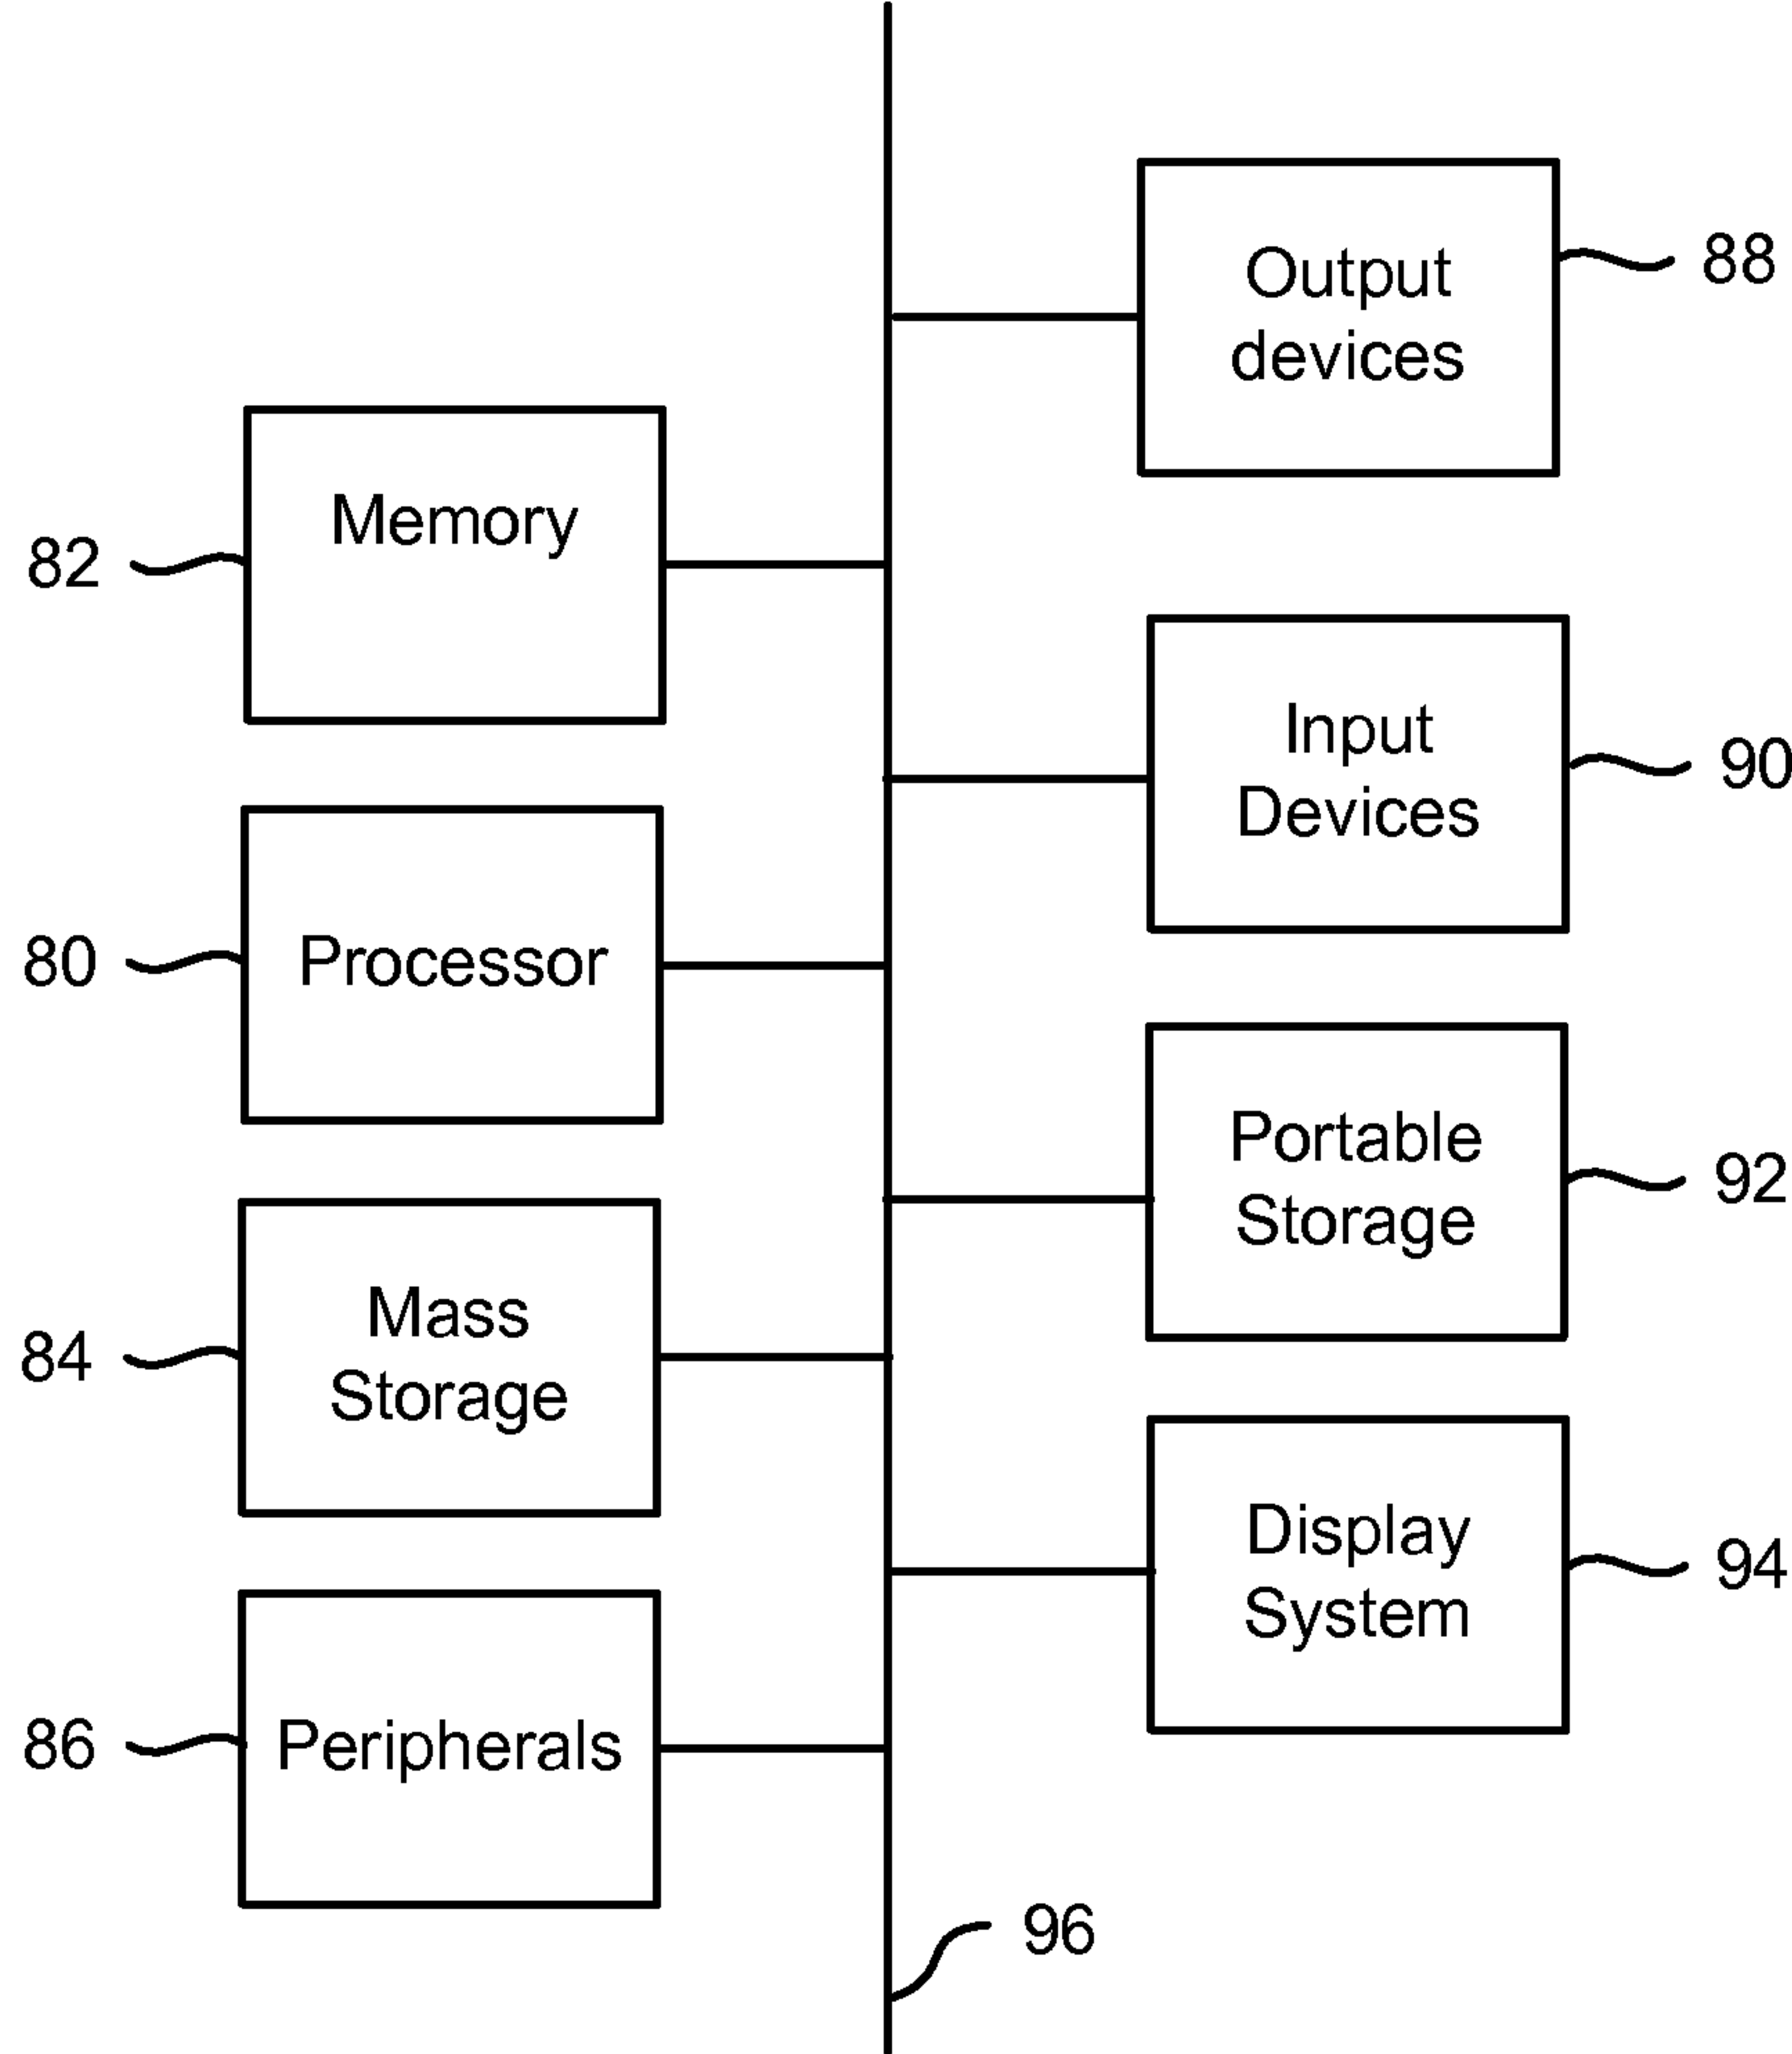 Output
devices
88
Memory
82
Input
Devices
90
Processor
80
Portable
Storage
92
Mass
Storage
84
Display
System
94
Peripherals
86
96